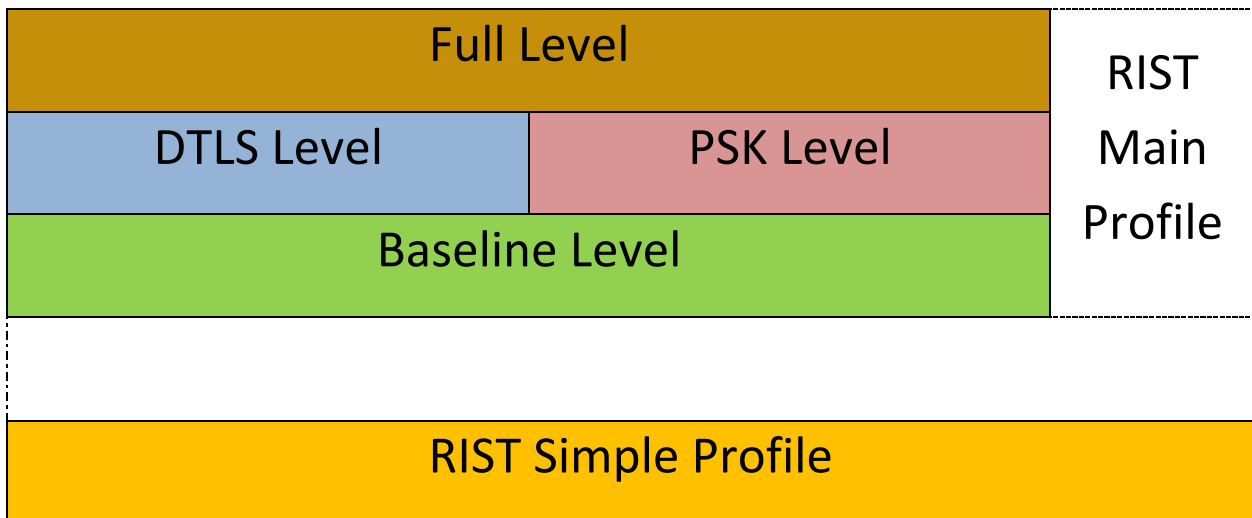 Full Level
DTLS Level
PSK Level
Baseline Level
RIST
Main
Profile
RIST Simple Profile